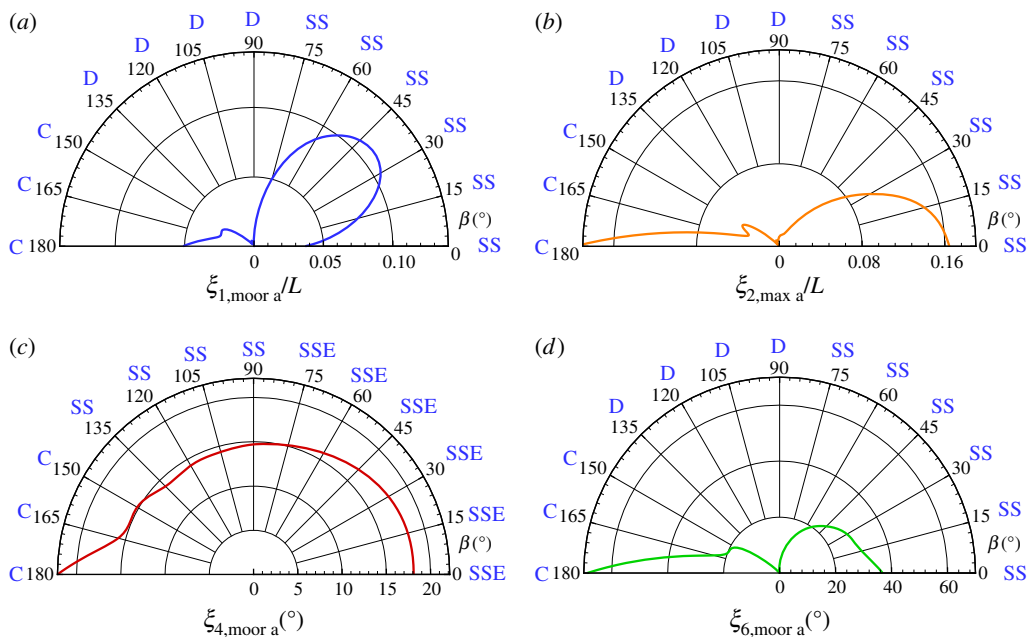 (a)
D
90
D
105
D
120
D
135
C 150
C 165
C 180
SS
75
SS
60
SS
45
SS
30
SS
15
β(°)
0
SS
0 0.05 0.10
ξ1,moor a/L
(b)
D
90
D
105
D
120
D
135
C 150
C 165
C 180
SS
75
SS
60
SS
45
SS
30
SS
15
β(°)
0
SS
0 0.08 0.16
ξ2,max a/L
(c)
SS
90
SS
105
SS
120
SS
135
C 150
C 165
C 180
SSE
75
SSE
60
SSE
45
SSE
30
15 SSE
β(°)
0 SSE
0 5 10 15 20
ξ4,moor a(°)
(d)
D
90
D
105
D
120
D
135
C 150
C 165
C 180
SS
75
SS
60
SS
45
SS
30
SS
15
β(°)
0
SS
0 20 40 60
ξ6,moor a(°)